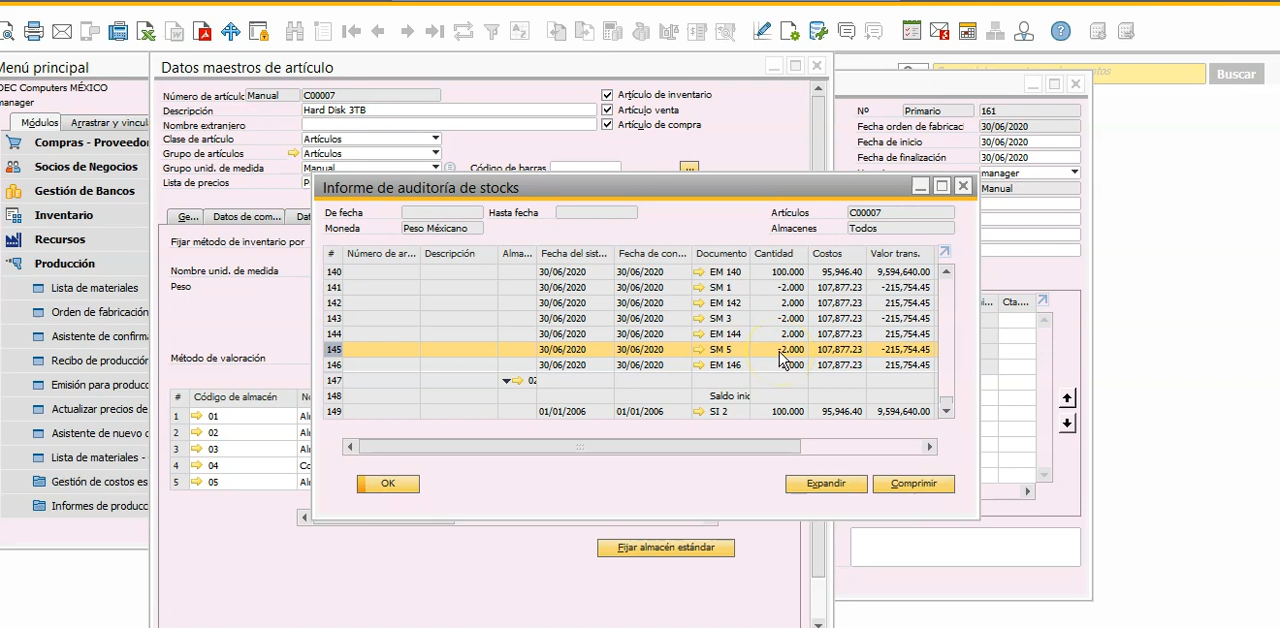 Menú principal
OEC Computers MÉXICO
manager
Módulos
Arrastrar y vincul
Compras - Proveedo
Socios de Negocios
Gestión de Bancos
Inventario
Recursos
Producción
Lista de materiales
Orden de fabricación
Asistente de confirm
Recibo de producció
Emisión para produc
Actualizar precios de
Asistente de nuevo c
Lista de materiales -
Gestión de costos es
Informes de producc
Datos maestros de artículo
Número de artículo Manual C00007
Descripción Hard Disk 3TB
Nombre extranjero
Clase de artículo Artículos
Grupo de artículos Artículos
Grupo unid. de medida Manual
Código de barras
Lista de precios
Artículo de inventario
Artículo venta
Artículo de compra
Ge...
Datos de com...
Fijar método de inventario por
Nombre unid. de medida
Peso
Método de valoración
# Código de almacén
1 01
2 02
3 03
4 04
5 05
Fijar almacén estándar
Informe de auditoría de stocks
De fecha Hasta fecha Artículos C00007
Moneda Peso Méxicano Almacenes Todos
# Número de ar... Descripción Alma... Fecha del sist... Fecha de con... Documento Cantidad Costos Valor trans.
140 30/06/2020 30/06/2020 EM 140 100.000 95,946.40 9,594,640.00
141 30/06/2020 30/06/2020 SM 1 -2.000 107,877.23 -215,754.45
142 30/06/2020 30/06/2020 EM 142 2.000 107,877.23 215,754.45
143 30/06/2020 30/06/2020 SM 3 -2.000 107,877.23 -215,754.45
144 30/06/2020 30/06/2020 EM 144 2.000 107,877.23 215,754.45
145 30/06/2020 30/06/2020 SM 5 -2.000 107,877.23 -215,754.45
146 30/06/2020 30/06/2020 EM 146 107,877.23 215,754.45
147 02
148 Saldo inic
149 01/01/2006 01/01/2006 SI 2 100.000 95,946.40 9,594,640.00
OK
Expandir
Comprimir
Buscar
Nº Primario 161
Fecha orden de fabricaci 30/06/2020
Fecha de inicio 30/06/2020
Fecha de finalización 30/06/2020
manager
Manual
Cta....